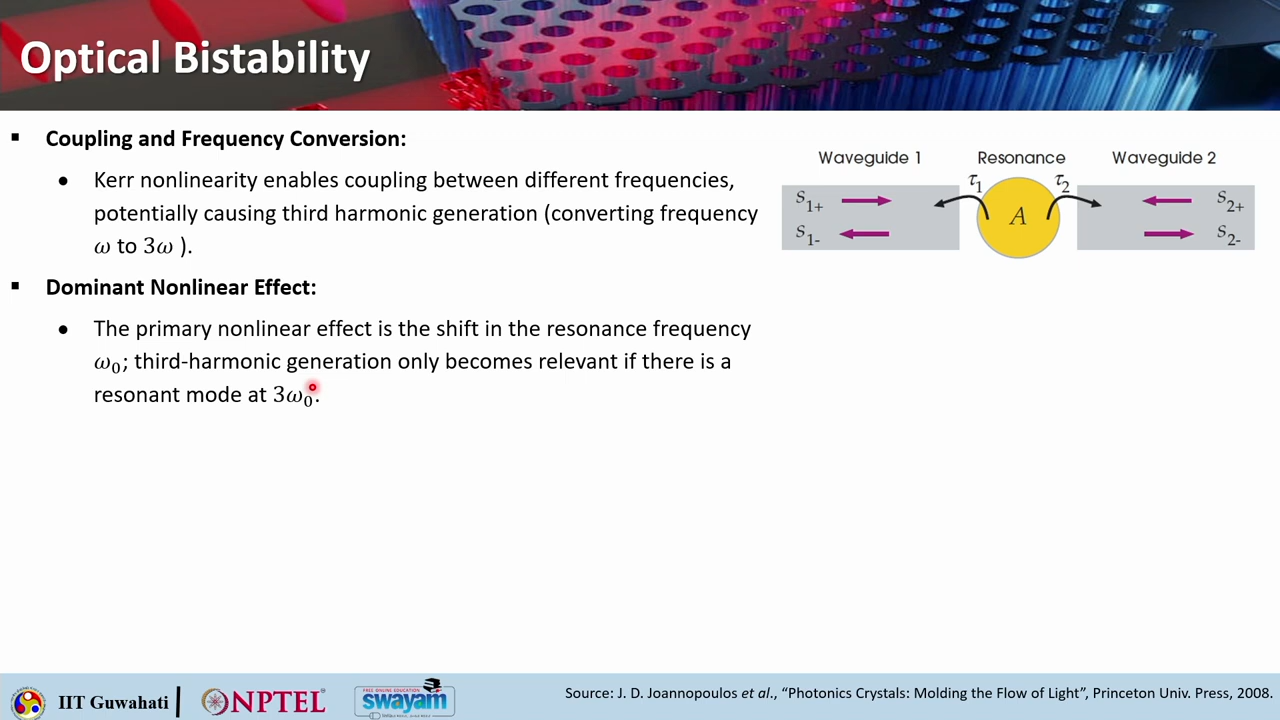 Optical Bistability
▪ Coupling and Frequency Conversion:
• Kerr nonlinearity enables coupling between different frequencies,
potentially causing third harmonic generation (converting frequency
ω to 3ω ).
▪ Dominant Nonlinear Effect:
• The primary nonlinear effect is the shift in the resonance frequency
ω₀; third-harmonic generation only becomes relevant if there is a
resonant mode at 3ω₀.
Waveguide 1 Resonance Waveguide 2
τ₁ τ₂
S₁₊ A S₂₊
S₁₋ S₂₋
IIT Guwahati NPTEL
FREE ONLINE EDUCATION
swayam
Source: J. D. Joannopoulos et al., “Photonics Crystals: Molding the Flow of Light”, Princeton Univ. Press, 2008.